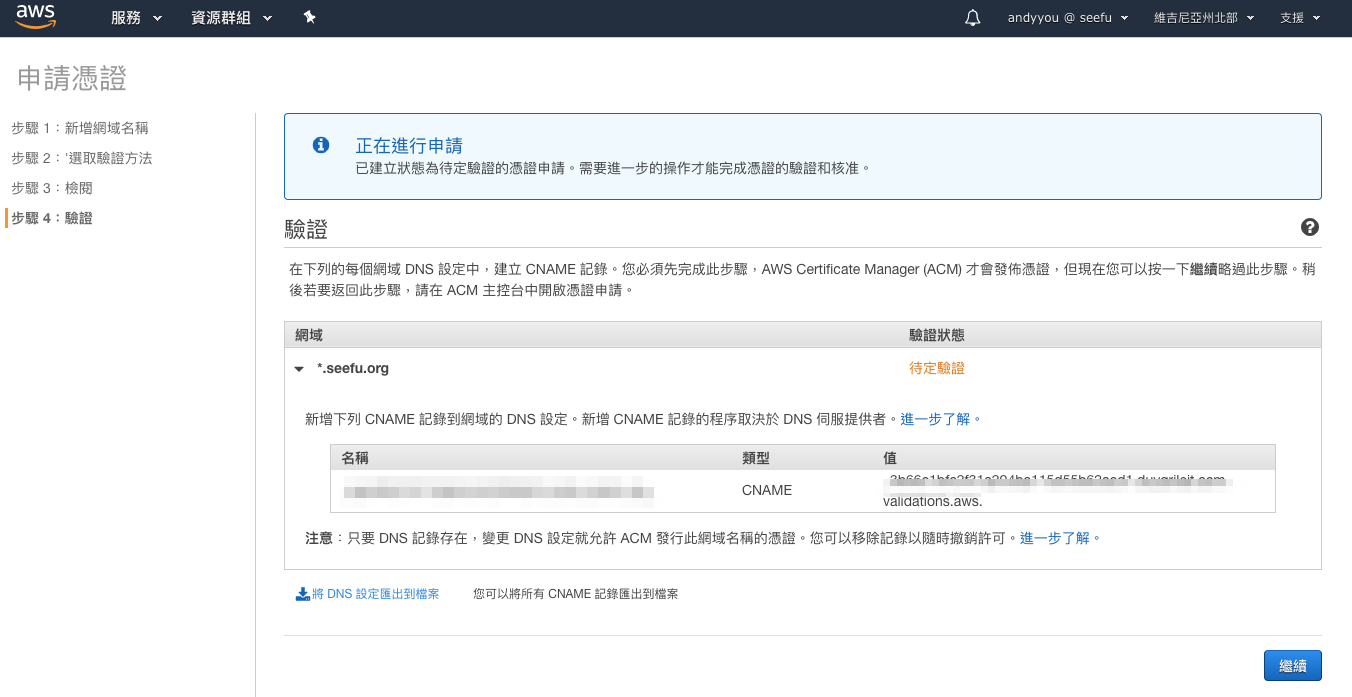 aws
服務
資源群組
andyyou @ seefu
維吉尼亞州北部
支援
申請憑證
步驟 1：新增網域名稱
步驟 2：'選取驗證方法
步驟 3：檢閱
步驟 4：驗證
正在進行申請
已建立狀態為待定驗證的憑證申請。需要進一步的操作才能完成憑證的驗證和核准。
驗證
在下列的每個網域 DNS 設定中，建立 CNAME 記錄。您必須先完成此步驟，AWS Certificate Manager (ACM) 才會發佈憑證，但現在您可以按一下繼續略過此步驟。稍
後若要返回此步驟，請在 ACM 主控台中開啟憑證申請。
網域 驗證狀態
*.seefu.org 待定驗證
新增下列 CNAME 記錄到網域的 DNS 設定。新增 CNAME 記錄的程序取決於 DNS 伺服提供者。進一步了解。
名稱 類型 值
CNAME
validations.aws.
注意：只要 DNS 記錄存在，變更 DNS 設定就允許 ACM 發行此網域名稱的憑證。您可以移除記錄以隨時撤銷許可。進一步了解。
將 DNS 設定匯出到檔案 您可以將所有 CNAME 記錄匯出到檔案
繼續